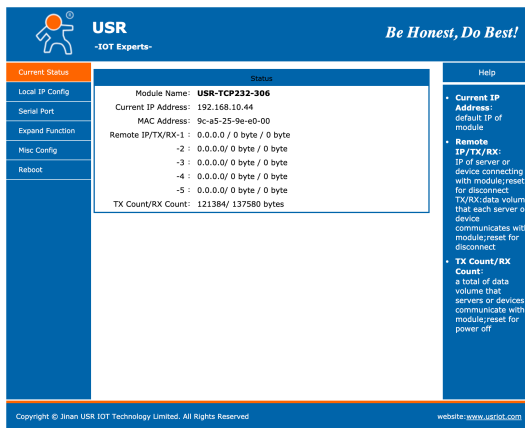 USR
-IOT Experts-
Be Honest, Do Best!
Current Status
Local IP Config
Serial Port
Expand Function
Misc Config
Reboot
Status
Module Name: USR-TCP232-306
Current IP Address: 192.168.10.44
MAC Address: 9c-a5-25-9e-e0-00
Remote IP/TX/RX-1 : 0.0.0.0/ 0 byte / 0 byte
-2 : 0.0.0.0/ 0 byte / 0 byte
-3 : 0.0.0.0/ 0 byte / 0 byte
-4 : 0.0.0.0/ 0 byte / 0 byte
-5 : 0.0.0.0/ 0 byte / 0 byte
TX Count/RX Count: 121384/ 137580 bytes
Help
• Current IP
Address:
default IP of
module
• Remote
IP/TX/RX:
IP of server or
device connecting
with module;reset
for disconnect
TX/RX:data volum
that each server o
device
communicates wit
module;reset for
disconnect
• TX Count/RX
Count:
a total of data
volume that
servers or devices
communicate with
module;reset for
power off
Copyright © Jinan USR IOT Technology Limited. All Rights Reserved
website:www.usriot.com